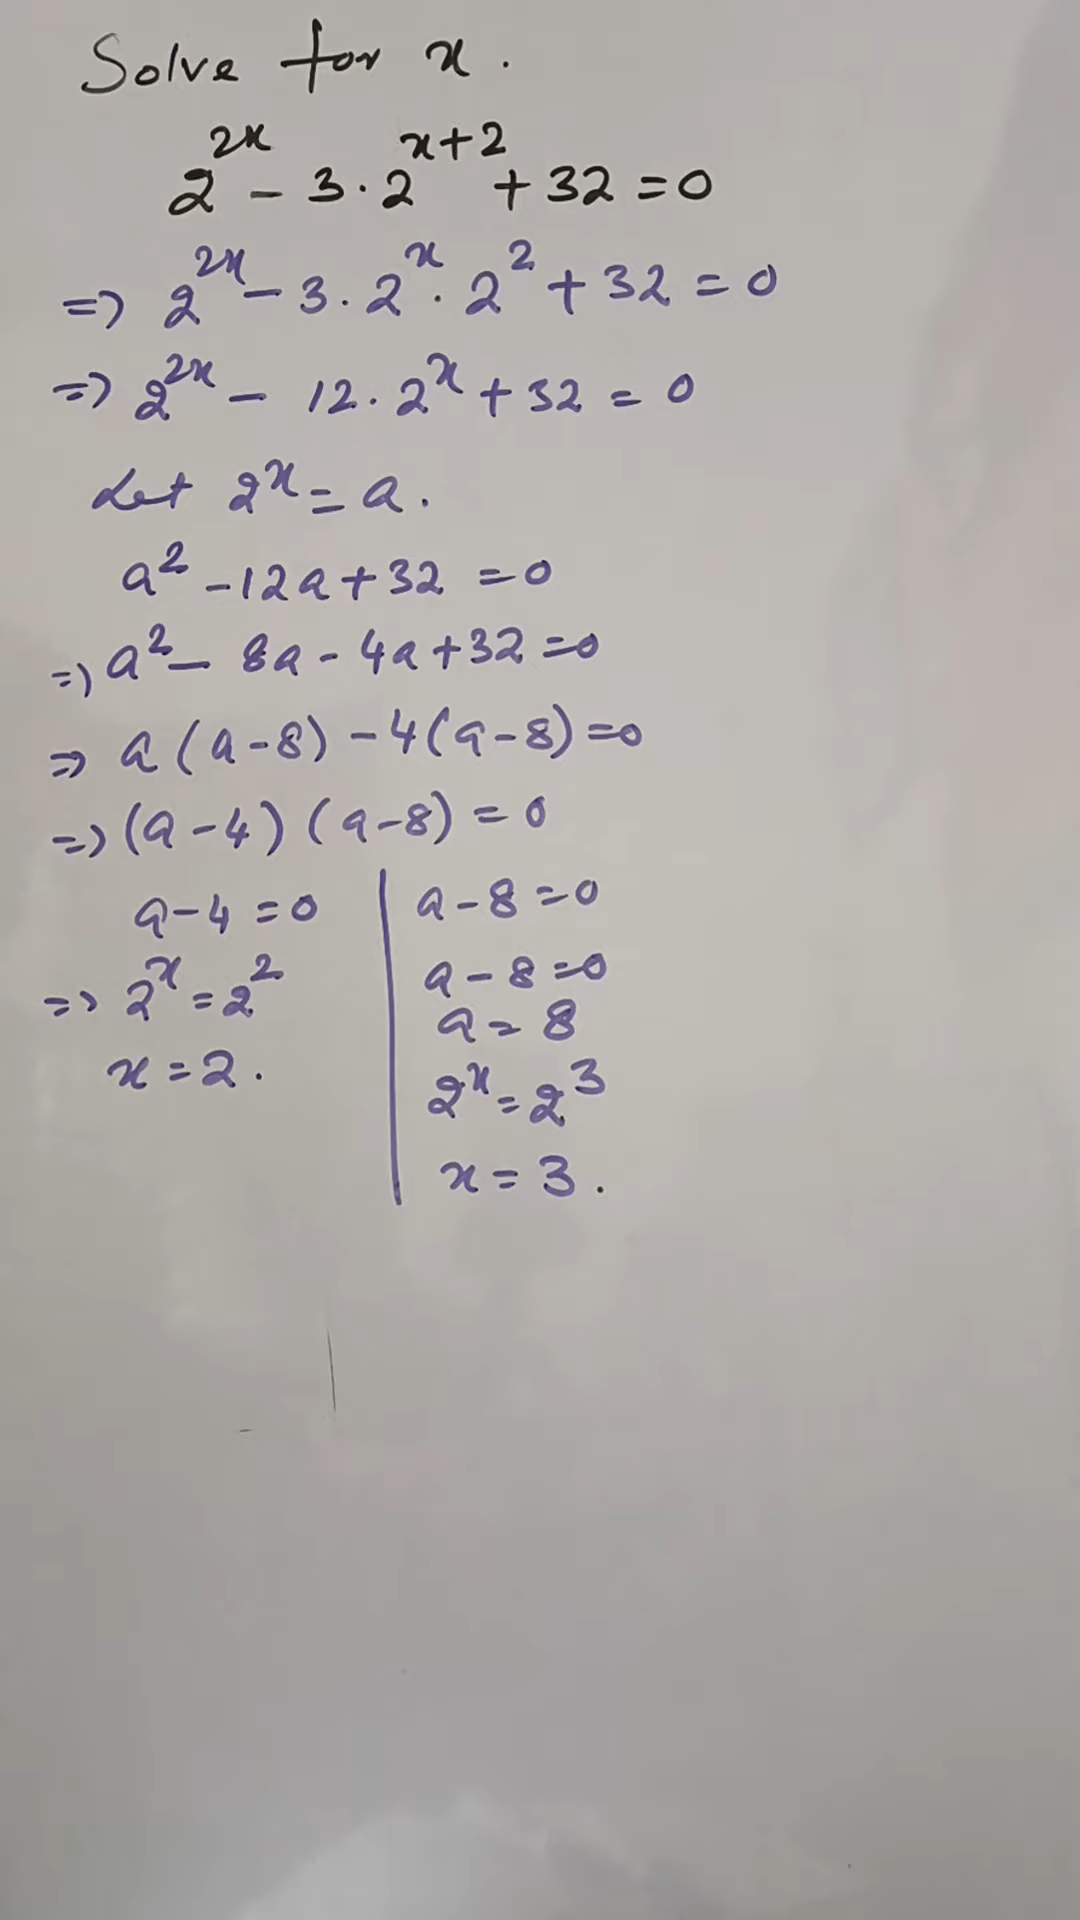 Solve for x.
2^{2x} - 3·2^{x+2} + 32 = 0
=> 2^{2x} - 3·2^x·2^2 + 32 = 0
=> 2^{2x} - 12·2^x + 32 = 0
Let 2^x = a.
a^2 - 12a + 32 = 0
=> a^2 - 8a - 4a + 32 = 0
=> a(a-8) - 4(a-8) = 0
=> (a-4)(a-8) = 0
a-4 = 0
=> 2^x = 2^2
x = 2.
a-8 = 0
a-8 = 0
a = 8
2^x = 2^3
x = 3.